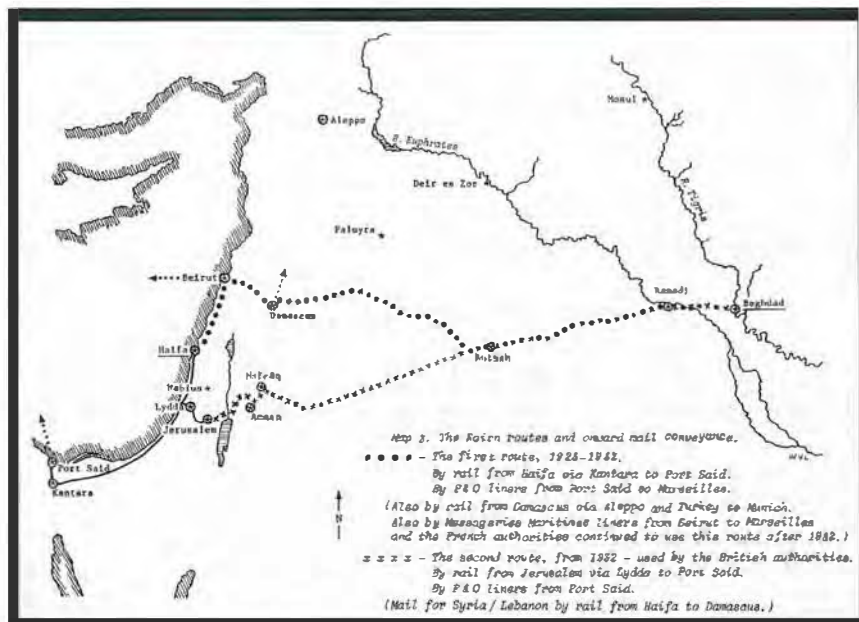 Mosul
Aleppo
R. Euphrates
Deir es Zor
R. Tigris
Palmyra
Beirut
Ramadi
Baghdad
Damascus
Haifa
Rutbah
Mafraq
Nablus
Lydda
Amman
Jerusalem
Port Said
Kantara
N
Map 3. The Nairn routes and onward mail conveyance.
- The first route, 1923-1932.
By rail from Haifa via Kantara to Port Said.
By P&O liners from Port Said to Marseilles.
(Also by rail from Damascus via Aleppo and Turkey to Munich.
Also by Messageries Maritimes liners from Beirut to Marseilles
and the French authorities continued to use this route after 1932.)
x x x x - The second route, from 1932 - used by the British authorities.
By rail from Jerusalem via Lydda to Port Said.
By P&O liners from Port Said.
(Mail for Syria/Lebanon by rail from Haifa to Damascus.)